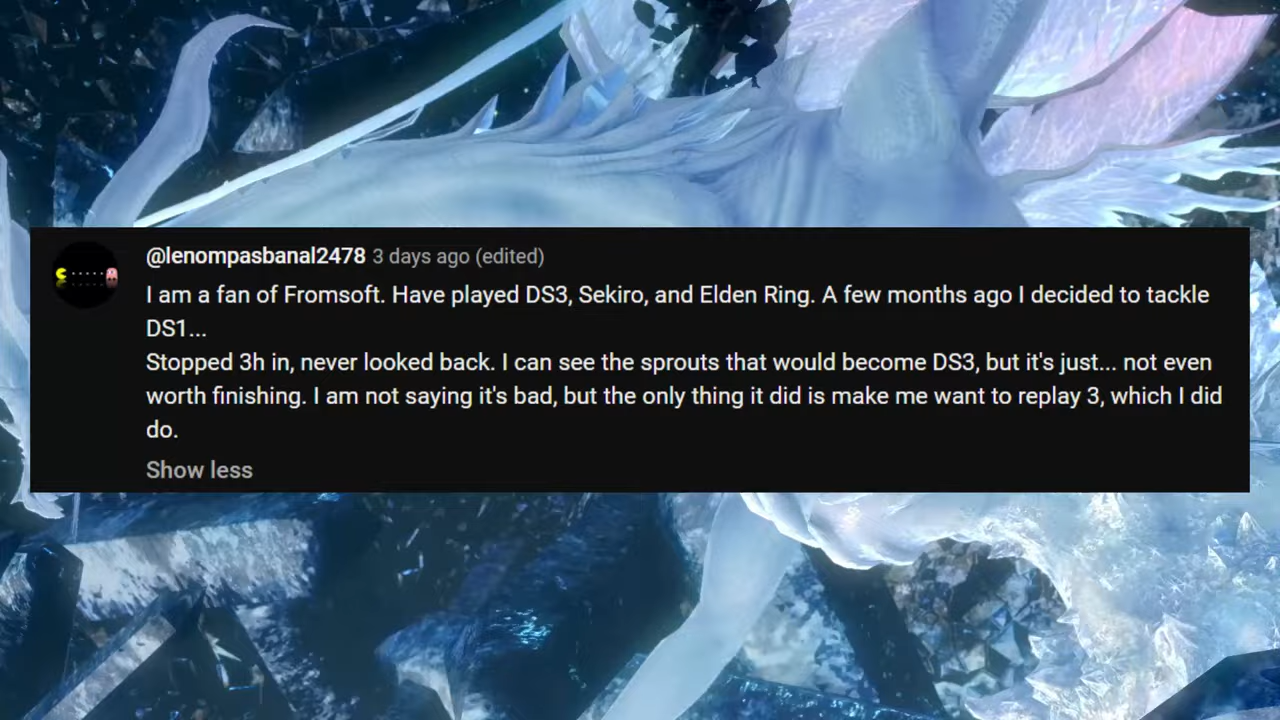 @lenompasbanal2478 3 days ago (edited)
I am a fan of Fromsoft. Have played DS3, Sekiro, and Elden Ring. A few months ago I decided to tackle
DS1...
Stopped 3h in, never looked back. I can see the sprouts that would become DS3, but it's just... not even
worth finishing. I am not saying it's bad, but the only thing it did is make me want to replay 3, which I did
do.
Show less